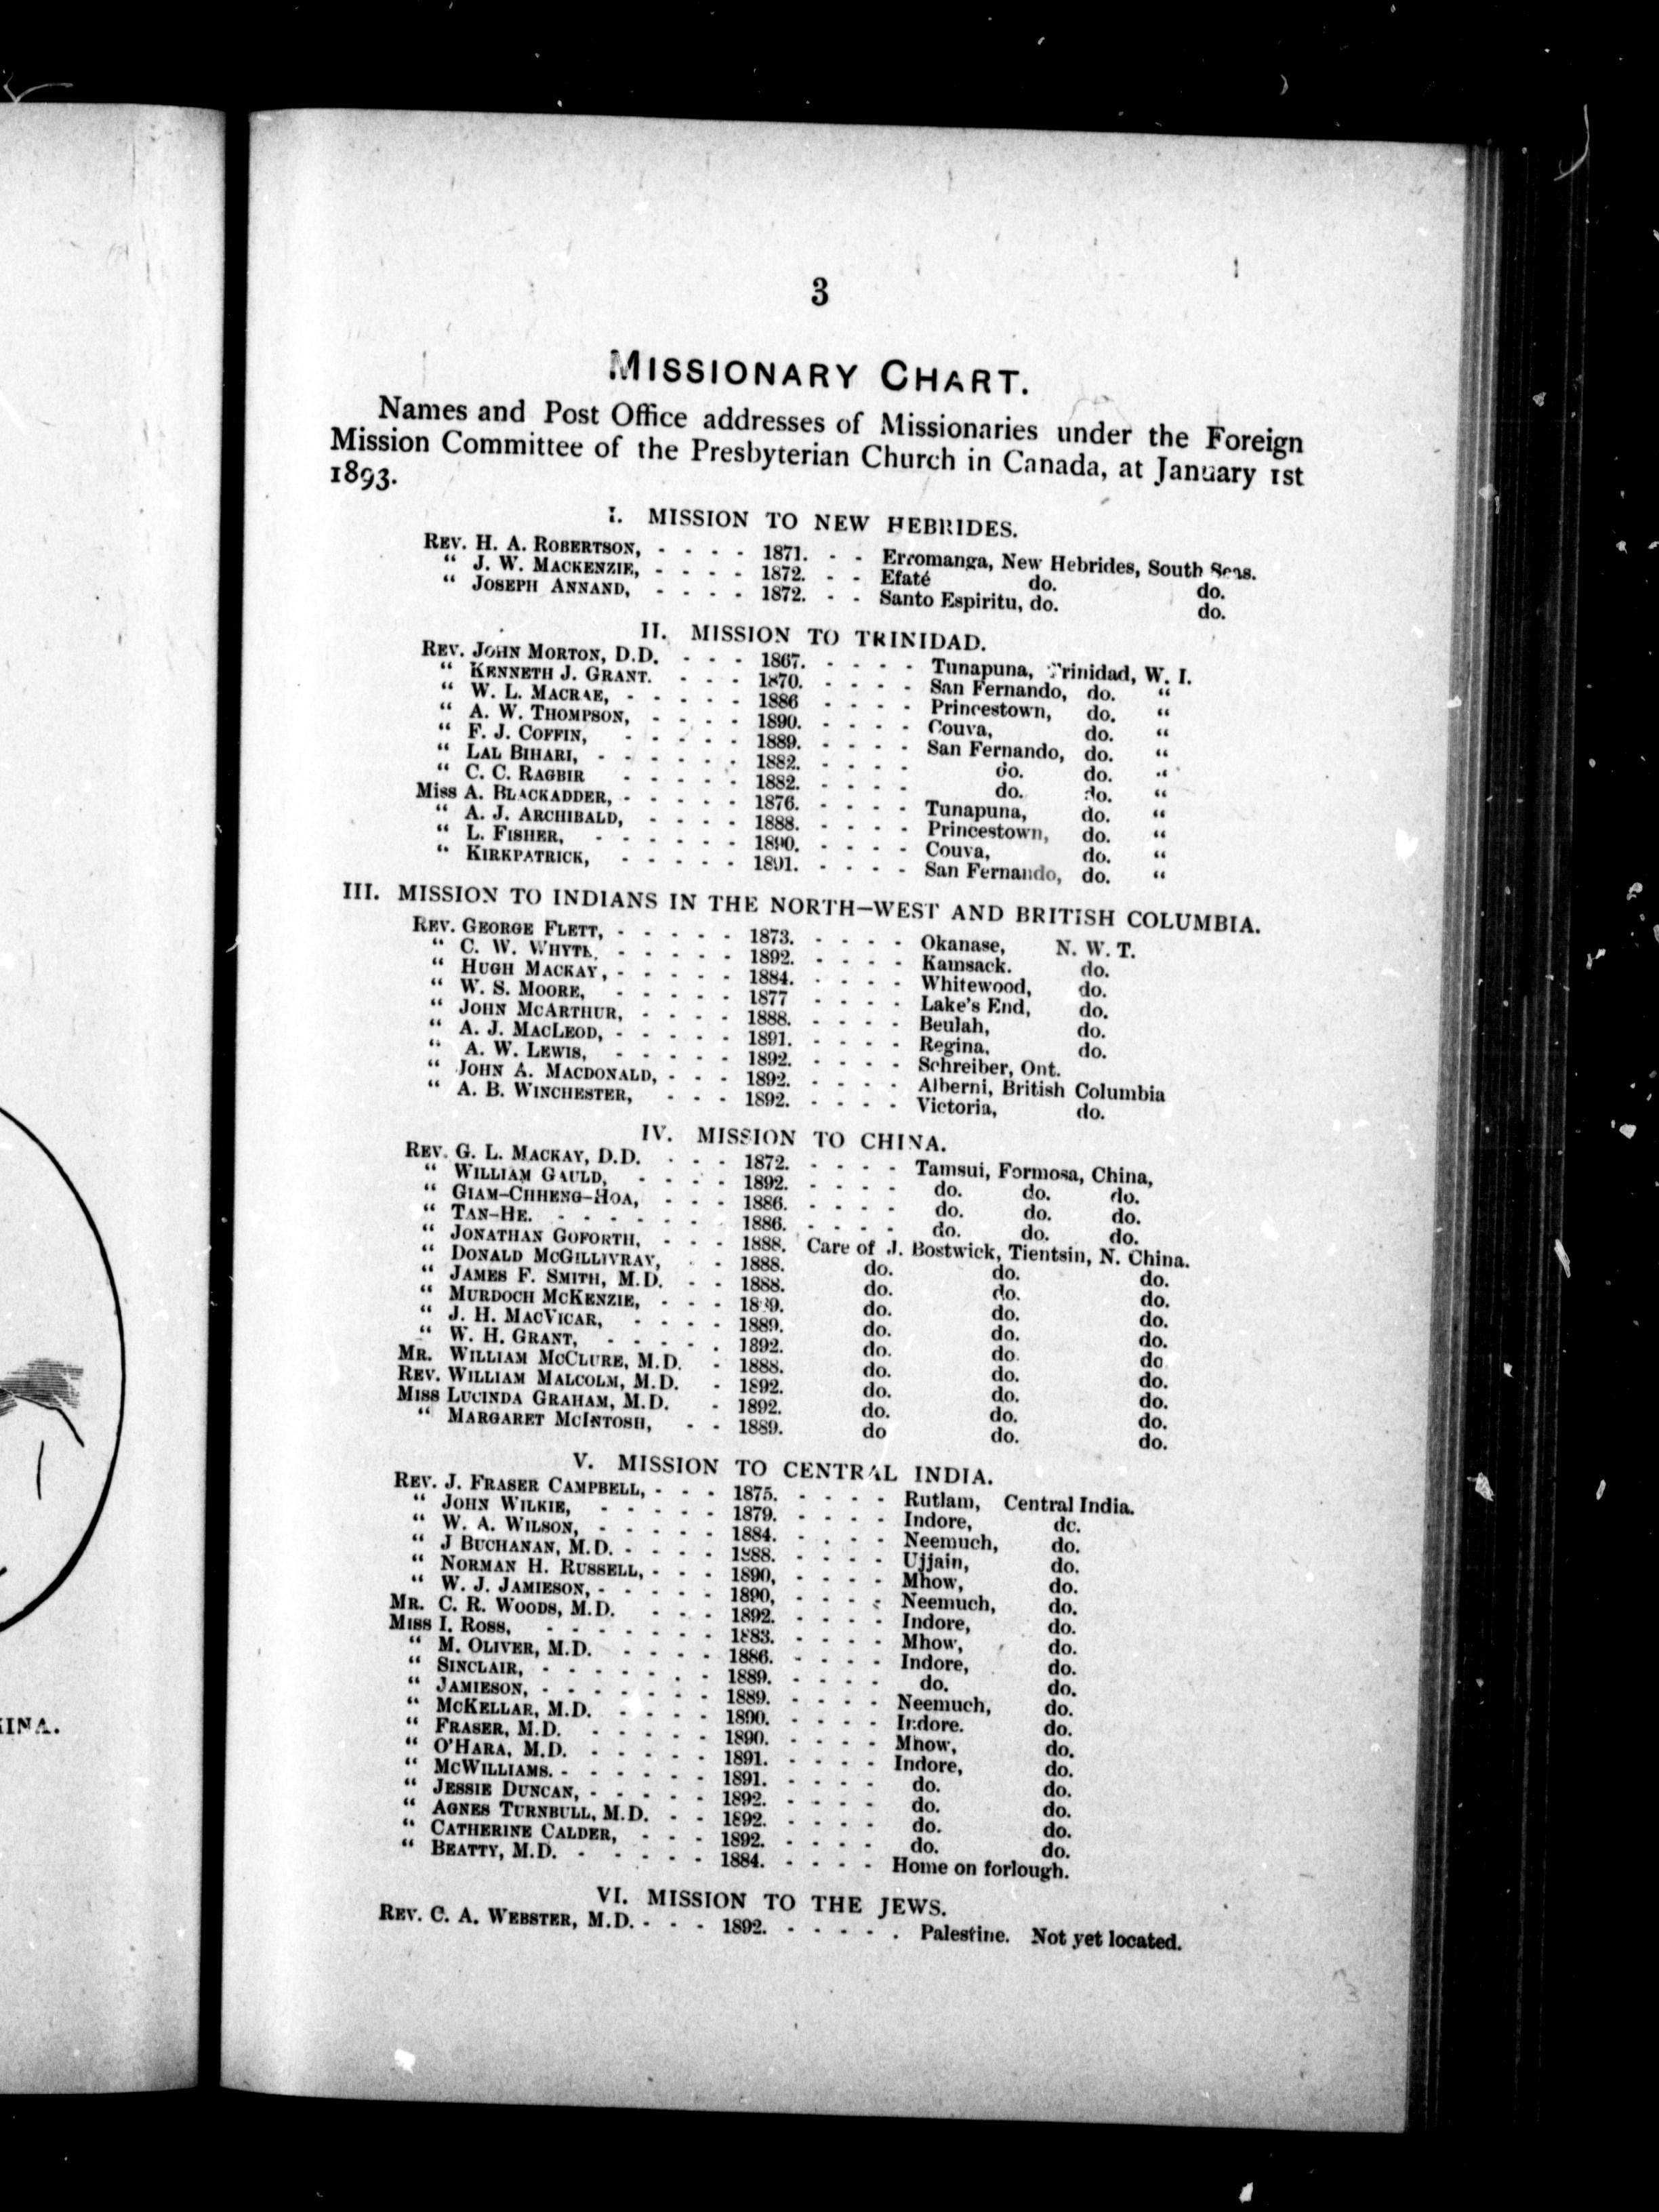 3
MISSIONARY CHART.
Names and Post Office addresses of Missionaries under the Foreign
Mission Committee of the Presbyterian Church in Canada, at January 1st
1893.
I. MISSION TO NEW HEBRIDES.
REV. H. A. ROBERTSON, - - - - 1871. - - Erromanga, New Hebrides, South Seas.
“ J. W. MACKENZIE, - - - - 1872. - - Efaté do. do.
“ JOSEPH ANNAND, - - - - 1872. - - Santo Espiritu, do. do.
II. MISSION TO TRINIDAD.
REV. JOHN MORTON, D.D. - - - 1867. - - - - Tunapuna, Trinidad, W. I.
“ KENNETH J. GRANT. - - - 1870. - - - - San Fernando, do. “
“ W. L. MACRAE, - - - - - 1886 - - - - Princestown, do. “
“ A. W. THOMPSON, - - - - 1890. - - - - Couva, do. “
“ F. J. COFFIN, - - - - - 1889. - - - - San Fernando, do. “
“ LAL BIHARI, - - - - - - 1882. - - - - do. do. “
“ C. C. RAGBIR - - - - - 1882. - - - - do. do. “
Miss A. BLACKADDER, - - - - - 1876. - - - - Tunapuna, do. “
“ A. J. ARCHIBALD, - - - - 1888. - - - - Princestown, do. “
“ L. FISHER, - - - - - - 1890. - - - - Couva, do. “
“ KIRKPATRICK, - - - - - 1891. - - - - San Fernando, do. “
III. MISSION TO INDIANS IN THE NORTH-WEST AND BRITISH COLUMBIA.
REV. GEORGE FLETT, - - - - - 1873. - - - - Okanase, N. W. T.
“ C. W. WHYTE. - - - - - 1892. - - - - Kamsack. do.
“ HUGH MACKAY, - - - - - 1884. - - - - Whitewood, do.
“ W. S. MOORE, - - - - - 1877 - - - - Lake's End, do.
“ JOHN MCARTHUR, - - - - 1888. - - - - Beulah, do.
“ A. J. MACLEOD, - - - - - 1891. - - - - Regina, do.
“ A. W. LEWIS, - - - - - 1892. - - - - Schreiber, Ont.
“ JOHN A. MACDONALD, - - - 1892. - - - - Alberni, British Columbia
“ A. B. WINCHESTER, - - - 1892. - - - - Victoria, do.
IV. MISSION TO CHINA.
REV. G. L. MACKAY, D.D. - - - 1872. - - - - Tamsui, Formosa, China,
“ WILLIAM GAULD, - - - - 1892. - - - - do. do. do.
“ GIAM-CHHENG-HOA, - - - 1886. - - - - do. do. do.
“ TAN-HE. - - - - - - - 1886. - - - - do. do. do.
“ JONATHAN GOFORTH, - - - 1888. Care of J. Bostwick, Tientsin, N. China.
“ DONALD MCGILLIVRAY, - - 1888. do. do. do.
“ JAMES F. SMITH, M.D. - - 1888. do. do. do.
“ MURDOCH MCKENZIE, - - - 1889. do. do. do.
“ J. H. MACVICAR, - - - - 1889. do. do. do.
“ W. H. GRANT, - - - - - 1892. do. do. do
MR. WILLIAM MCCLURE, M.D. - 1888. do. do. do.
REV. WILLIAM MALCOLM, M.D. - 1892. do. do. do.
MISS LUCINDA GRAHAM, M.D. - 1892. do. do. do.
“ MARGARET MCINTOSH, - - 1889. do do. do.
V. MISSION TO CENTRAL INDIA.
REV. J. FRASER CAMPBELL, - - - 1875. - - - - Rutlam, Central India.
“ JOHN WILKIE, - - - - - 1879. - - - - Indore, do.
“ W. A. WILSON, - - - - - 1884. - - - - Neemuch, do.
“ J BUCHANAN, M.D. - - - - 1888. - - - - Ujjain, do.
“ NORMAN H. RUSSELL, - - - 1890, - - - - Mhow, do.
“ W. J. JAMIESON, - - - - - 1890, - - - - Neemuch, do.
MR. C. R. WOODS, M.D. - - - 1892. - - - - Indore, do.
MISS I. ROSS, - - - - - - - 1883. - - - - Mhow, do.
“ M. OLIVER, M.D. - - - - 1886. - - - - Indore, do.
“ SINCLAIR, - - - - - - - 1889. - - - - do. do.
“ JAMIESON, - - - - - - - 1889. - - - - Neemuch, do.
“ MCKELLAR, M.D. - - - - 1890. - - - - Indore. do.
“ FRASER, M.D. - - - - - 1890. - - - - Mhow, do.
“ O'HARA, M.D. - - - - - 1891. - - - - Indore, do.
“ MCWILLIAMS. - - - - - - 1891. - - - - do. do.
“ JESSIE DUNCAN, - - - - - 1892. - - - - do. do.
“ AGNES TURNBULL, M.D. - - 1892. - - - - do. do.
“ CATHERINE CALDER, - - - 1892. - - - - do. do.
“ BEATTY, M.D. - - - - - 1884. - - - - Home on forlough.
VI. MISSION TO THE JEWS.
REV. C. A. WEBSTER, M.D. - - - 1892. - - - - - Palestine. Not yet located.